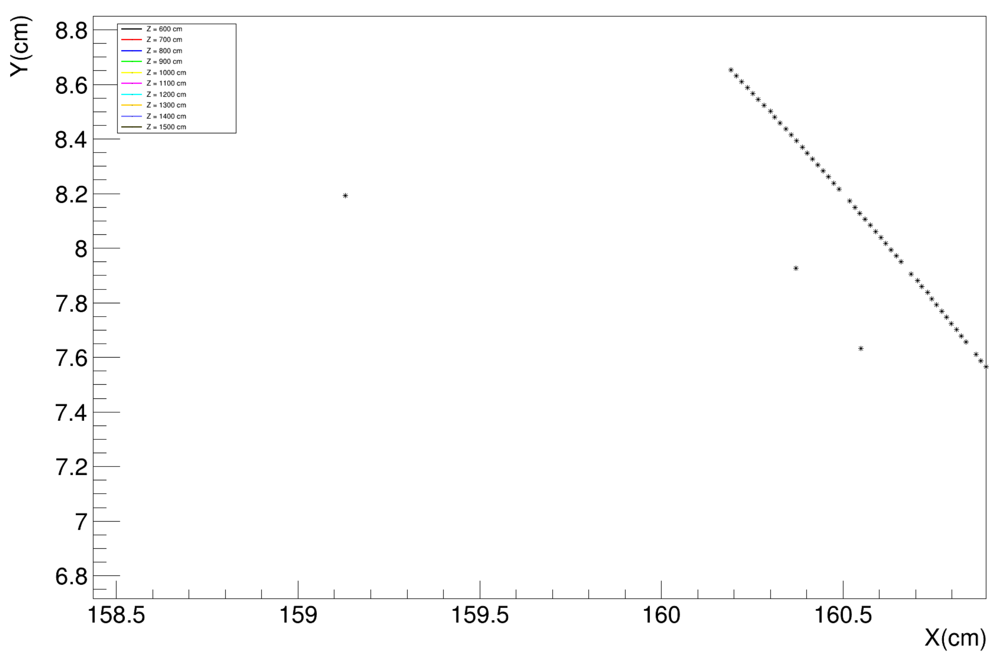 Y(cm)
8.8
8.6
8.4
8.2
8
7.8
7.6
7.4
7.2
7
6.8
Z = 600 cm
Z = 700 cm
Z = 800 cm
Z = 900 cm
Z = 1000 cm
Z = 1100 cm
Z = 1200 cm
Z = 1300 cm
Z = 1400 cm
Z = 1500 cm
158.5 159 159.5 160 160.5
X(cm)